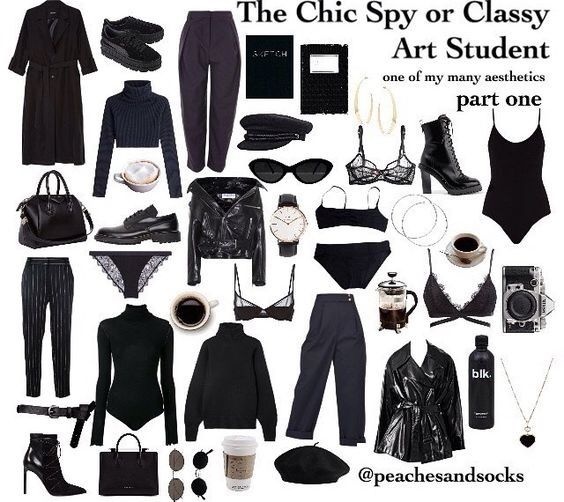 The Chic Spy or Classy
Art Student
one of my many aesthetics
part one
SKETCH
blk.
@peachesandsocks